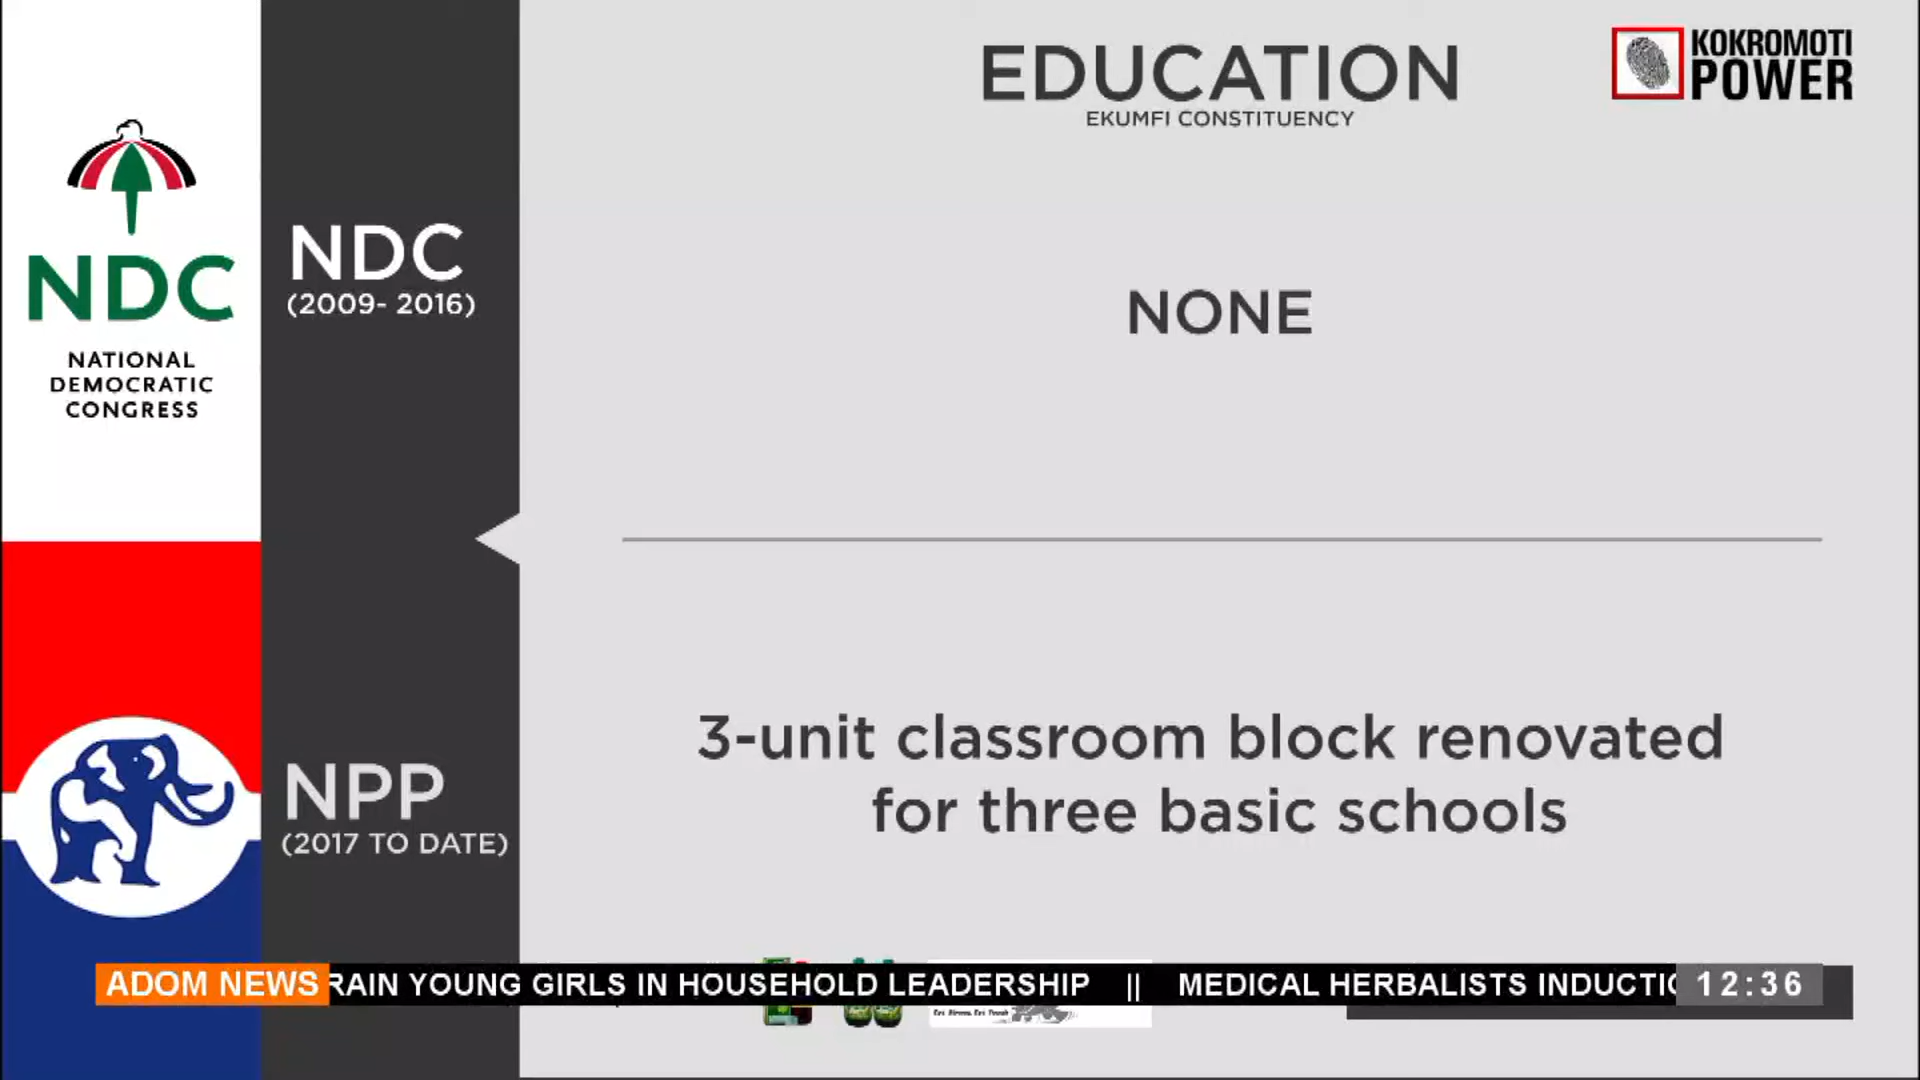 EDUCATION
EKUMFI CONSTITUENCY
KOKROMOTI
POWER
NDC
NATIONAL
DEMOCRATIC
CONGRESS
NDC
(2009- 2016)
NONE
NPP
(2017 TO DATE)
3-unit classroom block renovated
for three basic schools
ADOM NEWS RAIN YOUNG GIRLS IN HOUSEHOLD LEADERSHIP || MEDICAL HERBALISTS INDUCTIO 12:36